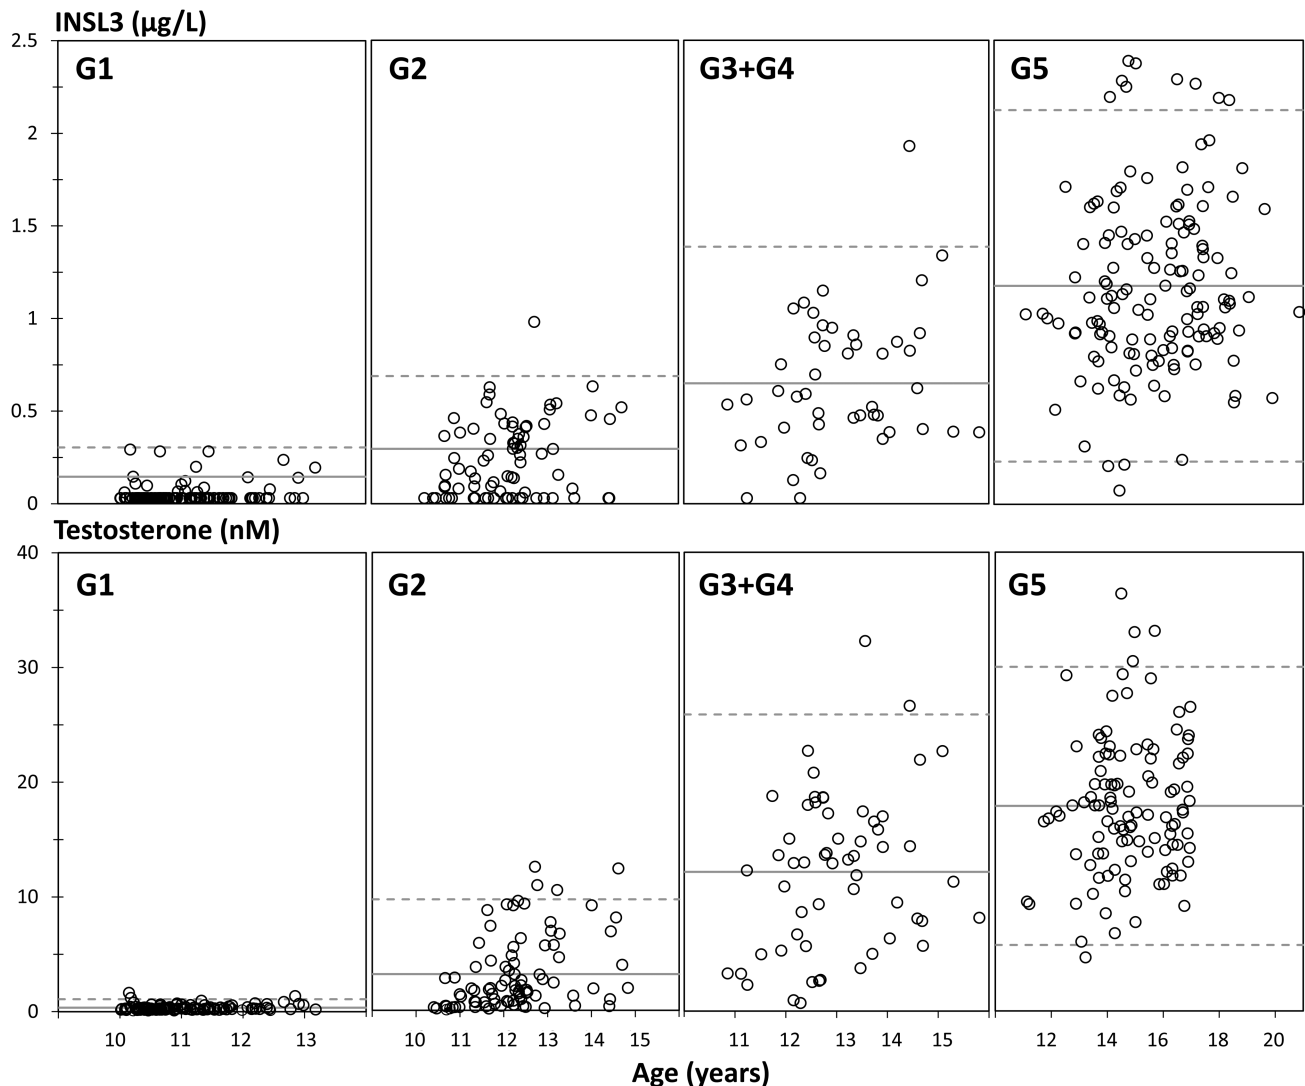 INSL3 (µg/L)
2.5
2
1.5
1
0.5
0
G1
G2
G3+G4
G5
Testosterone (nM)
40
30
20
10
0
G1
G2
G3+G4
G5
10 11 12 13
10 11 12 13 14 15
11 12 13 14 15
12 14 16 18 20
Age (years)